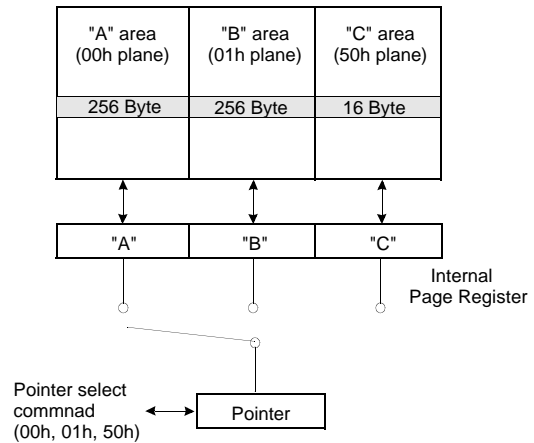 "A" area "B" area "C" area
(00h plane) (01h plane) (50h plane)
256 Byte 256 Byte 16 Byte
"A" "B" "C"
Internal
Page Register
Pointer select
commnad
(00h, 01h, 50h)
Pointer